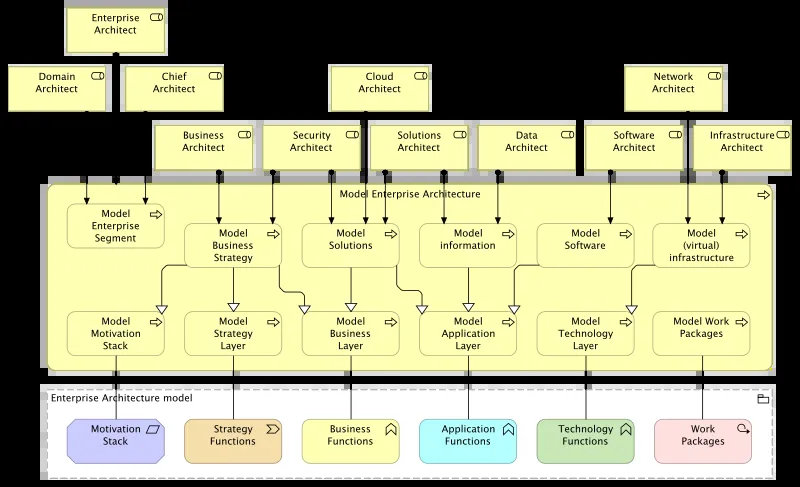 Enterprise
Architect
Domain
Architect
Chief
Architect
Cloud
Architect
Network
Architect
Business
Architect
Security
Architect
Solutions
Architect
Data
Architect
Software
Architect
Infrastructure
Architect
Model Enterprise Architecture
Model
Enterprise
Segment
Model
Business
Strategy
Model
Solutions
Model
information
Model
Software
Model
(virtual)
infrastructure
Model
Motivation
Stack
Model
Strategy
Layer
Model
Business
Layer
Model
Application
Layer
Model
Technology
Layer
Model Work
Packages
Enterprise Architecture model
Motivation
Stack
Strategy
Functions
Business
Functions
Application
Functions
Technology
Functions
Work
Packages